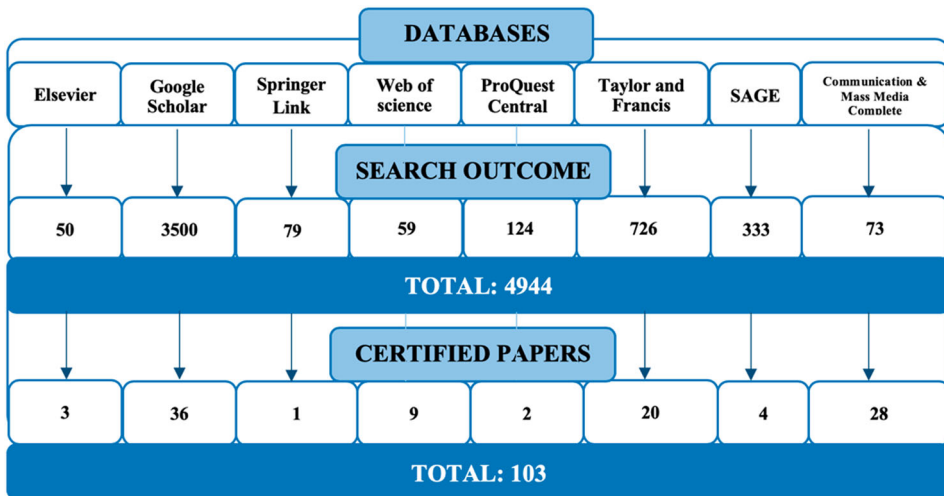 DATABASES
Elsevier
Google
Scholar
Springer
Link
Web of
science
ProQuest
Central
Taylor and
Francis
SAGE
Communication &
Mass Media
Complete
SEARCH OUTCOME
50
3500
79
59
124
726
333
73
TOTAL: 4944
CERTIFIED PAPERS
3
36
1
9
2
20
4
28
TOTAL: 103